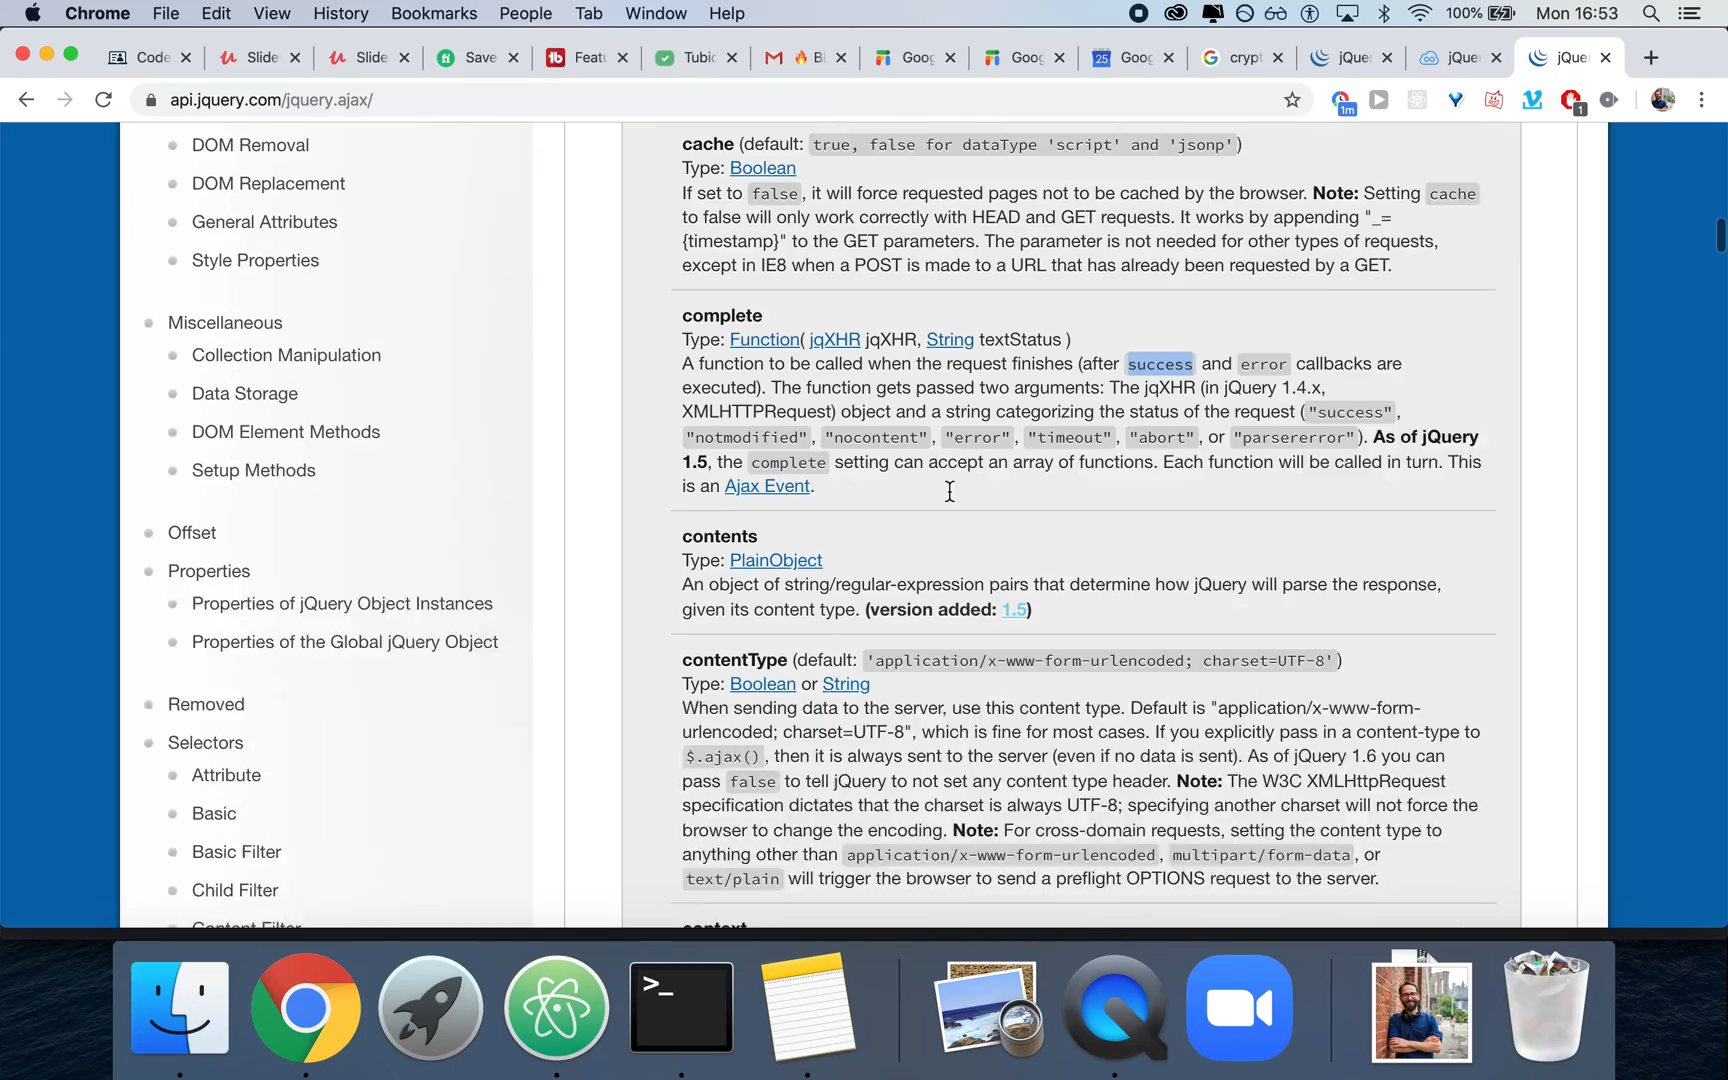 Chrome File Edit View History Bookmarks People Tab Window Help 100% Mon 16:53
Code Slide Slide Save Featu Tubic Bl Goog Goog Goog crypt jQue jQue jQue
api.jquery.com/jquery.ajax/
DOM Removal
DOM Replacement
General Attributes
Style Properties
Miscellaneous
Collection Manipulation
Data Storage
DOM Element Methods
Setup Methods
Offset
Properties
Properties of jQuery Object Instances
Properties of the Global jQuery Object
Removed
Selectors
Attribute
Basic
Basic Filter
Child Filter
Content Filter
cache (default: true, false for dataType 'script' and 'jsonp')
Type: Boolean
If set to false, it will force requested pages not to be cached by the browser. Note: Setting cache
to false will only work correctly with HEAD and GET requests. It works by appending "_=
{timestamp}" to the GET parameters. The parameter is not needed for other types of requests,
except in IE8 when a POST is made to a URL that has already been requested by a GET.
complete
Type: Function( jqXHR jqXHR, String textStatus )
A function to be called when the request finishes (after success and error callbacks are
executed). The function gets passed two arguments: The jqXHR (in jQuery 1.4.x,
XMLHTTPRequest) object and a string categorizing the status of the request ("success",
"notmodified", "nocontent", "error", "timeout", "abort", or "parsererror"). As of jQuery
1.5, the complete setting can accept an array of functions. Each function will be called in turn. This
is an Ajax Event.
contents
Type: PlainObject
An object of string/regular-expression pairs that determine how jQuery will parse the response,
given its content type. (version added: 1.5)
contentType (default: 'application/x-www-form-urlencoded; charset=UTF-8')
Type: Boolean or String
When sending data to the server, use this content type. Default is "application/x-www-form-
urlencoded; charset=UTF-8", which is fine for most cases. If you explicitly pass in a content-type to
$.ajax(), then it is always sent to the server (even if no data is sent). As of jQuery 1.6 you can
pass false to tell jQuery to not set any content type header. Note: The W3C XMLHttpRequest
specification dictates that the charset is always UTF-8; specifying another charset will not force the
browser to change the encoding. Note: For cross-domain requests, setting the content type to
anything other than application/x-www-form-urlencoded, multipart/form-data, or
text/plain will trigger the browser to send a preflight OPTIONS request to the server.
context